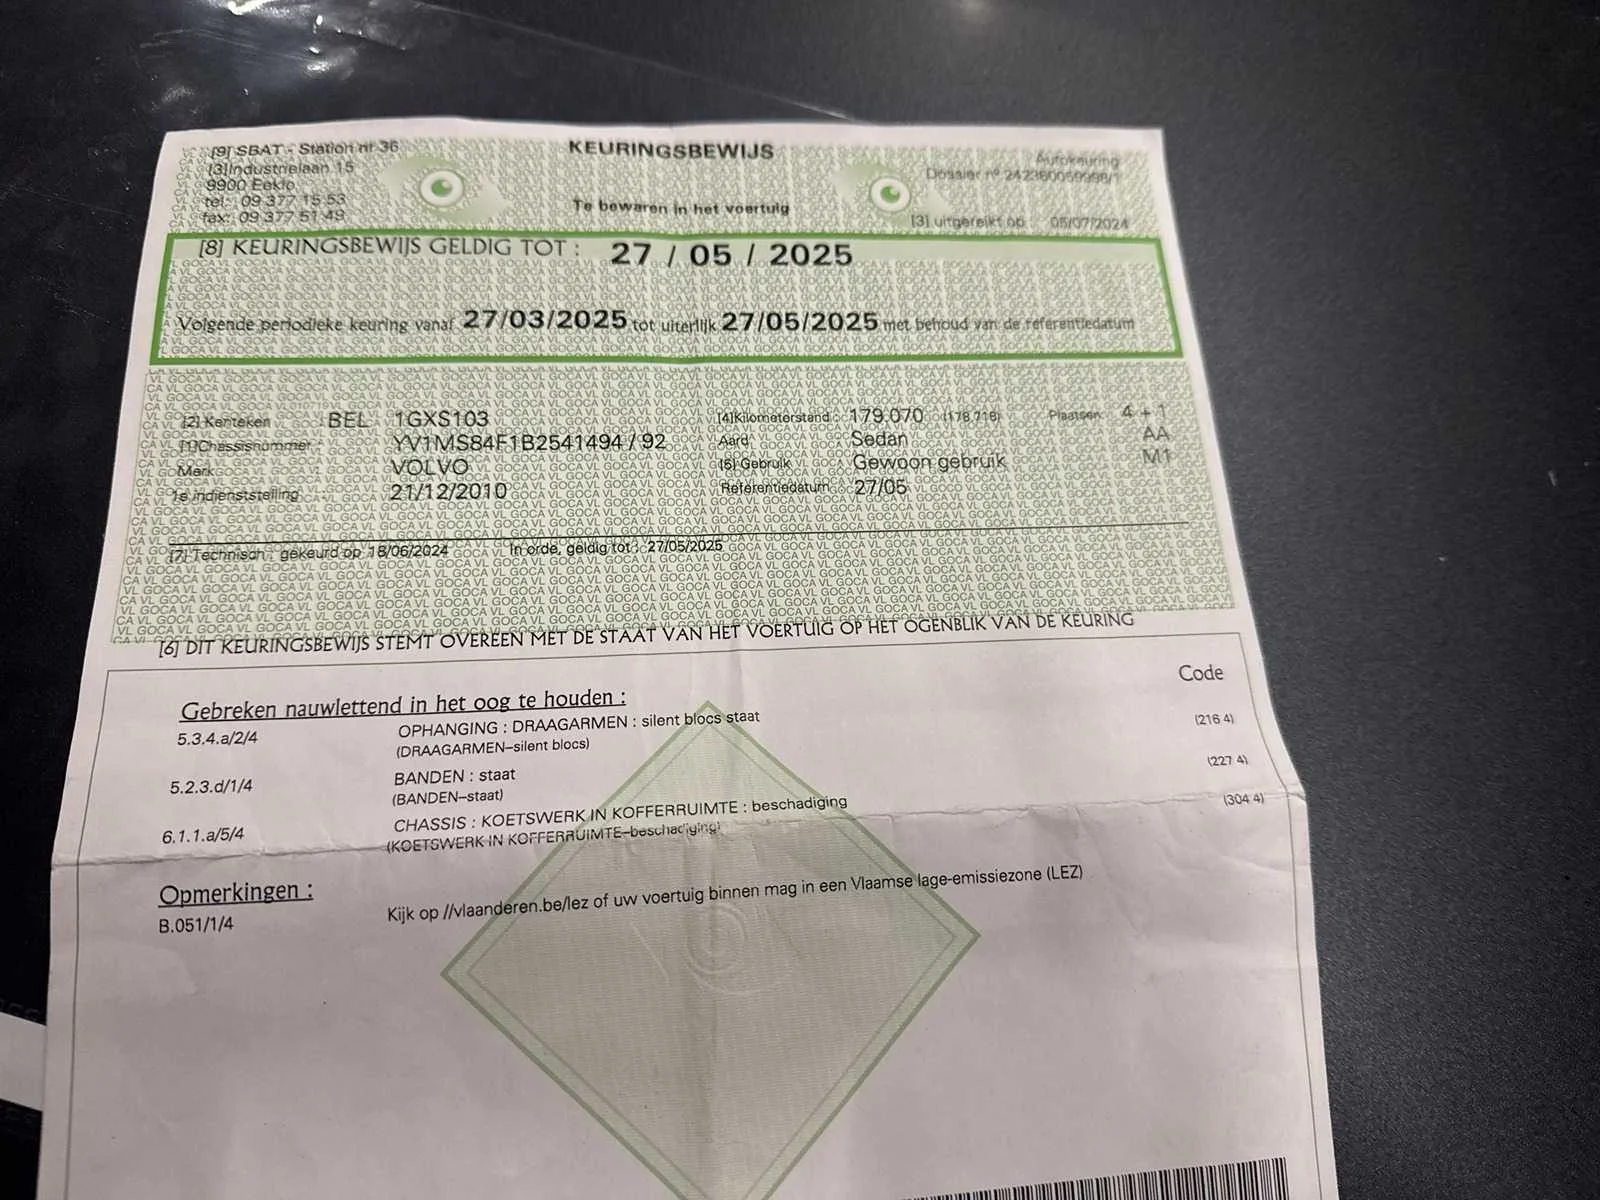 [9] SBAT - Station nr 36
[3] Industrielaan 15
9900 Eeklo
tel: 09 377 15 53
fax: 09 377 51 49
KEURINGSBEWIJS
Te bewaren in het voertuig
Autokeuring
Dossier nº
[3] uitgereikt op : 05/07/2024
[8] KEURINGSBEWIJS GELDIG TOT : 27 / 05 / 2025
Volgende periodieke keuring vanaf 27/03/2025 tot uiterlijk 27/05/2025 met behoud van de referentiedatum
[2] Kenteken : BEL 1GXS103 [4] Kilometerstand : 179.070 (178.718) Plaatsen: 4 + 1
[1] Chassisnummer : YV1MS84F1B2541494 / 92 Aard : Sedan AA
Merk : VOLVO [5] Gebruik : Gewoon gebruik M1
1e indienststelling : 21/12/2010 Referentiedatum : 27/05
[7] Technisch : gekeurd op 18/06/2024 In orde, geldig tot : 27/05/2025
[6] DIT KEURINGSBEWIJS STEMT OVEREEN MET DE STAAT VAN HET VOERTUIG OP HET OGENBLIK VAN DE KEURING
Code
Gebreken nauwlettend in het oog te houden :
5.3.4.a/2/4 OPHANGING : DRAAGARMEN : silent blocs staat (216 4)
(DRAAGARMEN–silent blocs)
5.2.3.d/1/4 BANDEN : staat (227 4)
(BANDEN–staat)
6.1.1.a/5/4 CHASSIS : KOETSWERK IN KOFFERRUIMTE : beschadiging (304 4)
(KOETSWERK IN KOFFERRUIMTE–beschadiging)
Opmerkingen :
B.051/1/4 Kijk op //vlaanderen.be/lez of uw voertuig binnen mag in een Vlaamse lage-emissiezone (LEZ)